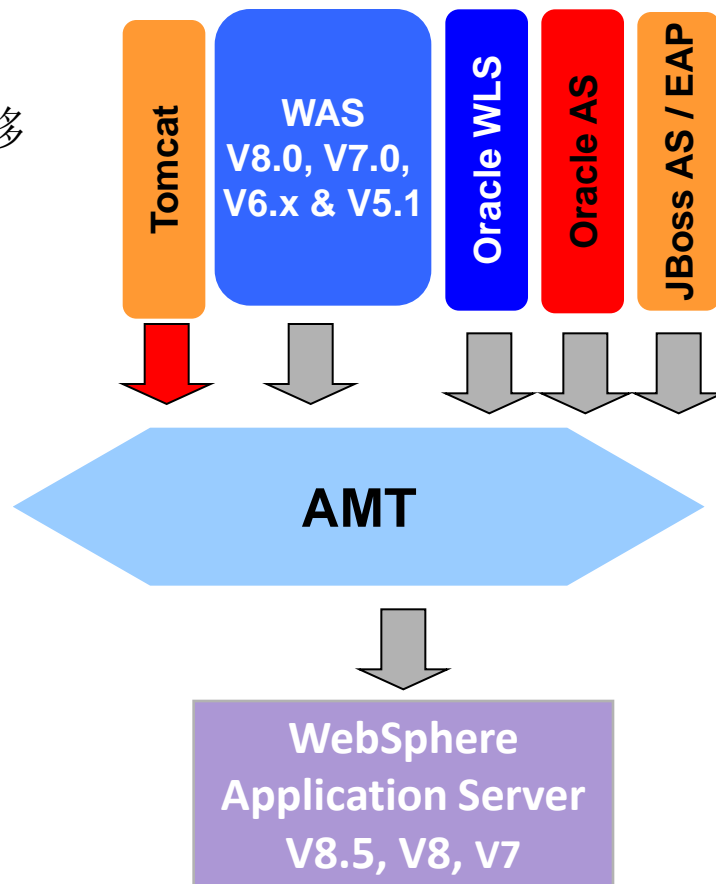 移
Tomcat
WAS
V8.0, V7.0,
V6.x & V5.1
Oracle WLS
Oracle AS
JBoss AS / EAP
AMT
WebSphere
Application Server
V8.5, V8, V7